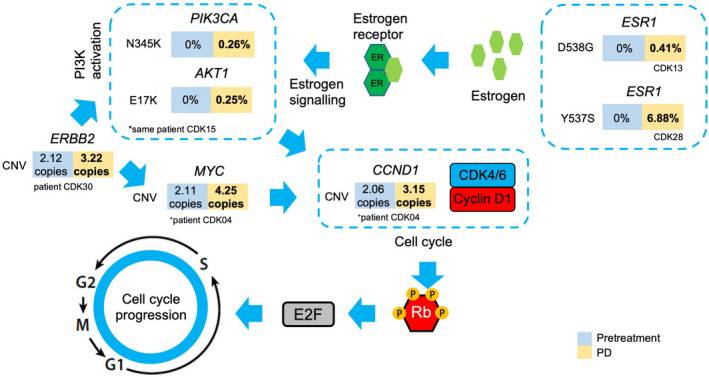 PIK3CA
N345K 0% 0.26%
AKT1
E17K 0% 0.25%
*same patient CDK15
PI3K
activation
Estrogen
receptor
ER
ER
Estrogen
signalling
Estrogen
ESR1
D538G 0% 0.41%
CDK13
ESR1
Y537S 0% 6.88%
CDK28
ERBB2
CNV 2.12 copies 3.22 copies
patient CDK30
MYC
CNV 2.11 copies 4.25 copies
*patient CDK04
CCND1
CNV 2.06 copies 3.15 copies
*patient CDK04
CDK4/6
Cyclin D1
Cell cycle
P P
P Rb P
E2F
Cell cycle
progression
S
G2
M
G1
Pretreatment
PD